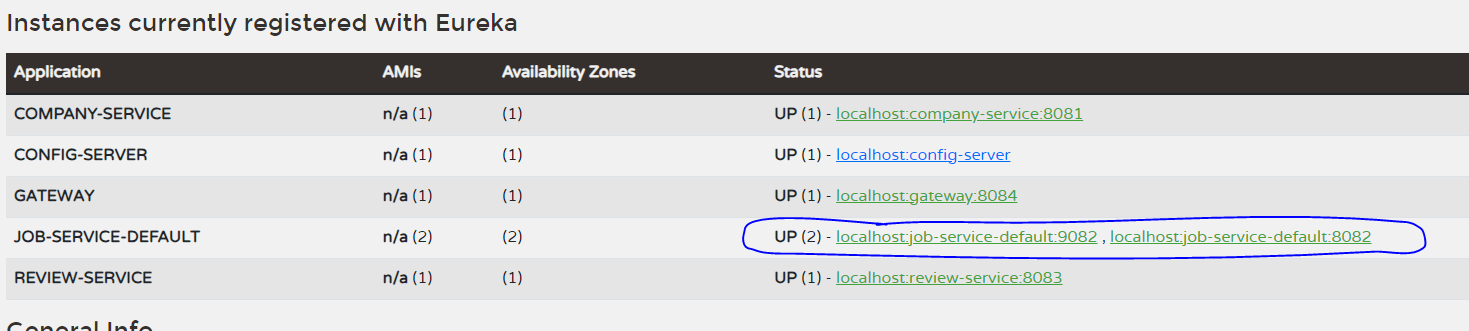 Instances currently registered with Eureka
Application AMIs Availability Zones Status
COMPANY-SERVICE n/a (1) (1) UP (1) - localhost:company-service:8081
CONFIG-SERVER n/a (1) (1) UP (1) - localhost:config-server
GATEWAY n/a (1) (1) UP (1) - localhost:gateway:8084
JOB-SERVICE-DEFAULT n/a (2) (2) UP (2) - localhost:job-service-default:9082 , localhost:job-service-default:8082
REVIEW-SERVICE n/a (1) (1) UP (1) - localhost:review-service:8083
General Info